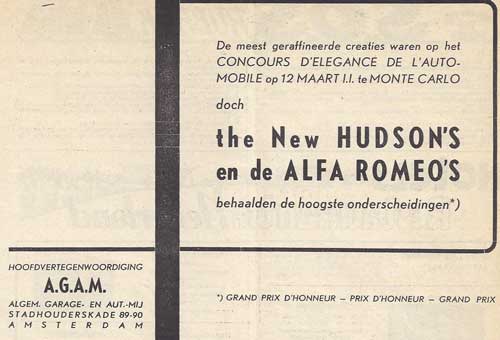 De meest geraffineerde creaties waren op het
CONCOURS D'ELEGANCE DE L'AUTO-
MOBILE op 12 MAART l.l. te MONTE CARLO
doch
the New HUDSON'S
en de ALFA ROMEO'S
behaalden de hoogste onderscheidingen*)
HOOFDVERTEGENWOORDIGING
A.G.A.M.
ALGEM. GARAGE- EN AUT.-MIJ
STADHOUDERSKADE 89-90
AMSTERDAM
*) GRAND PRIX D'HONNEUR – PRIX D'HONNEUR – GRAND PRIX